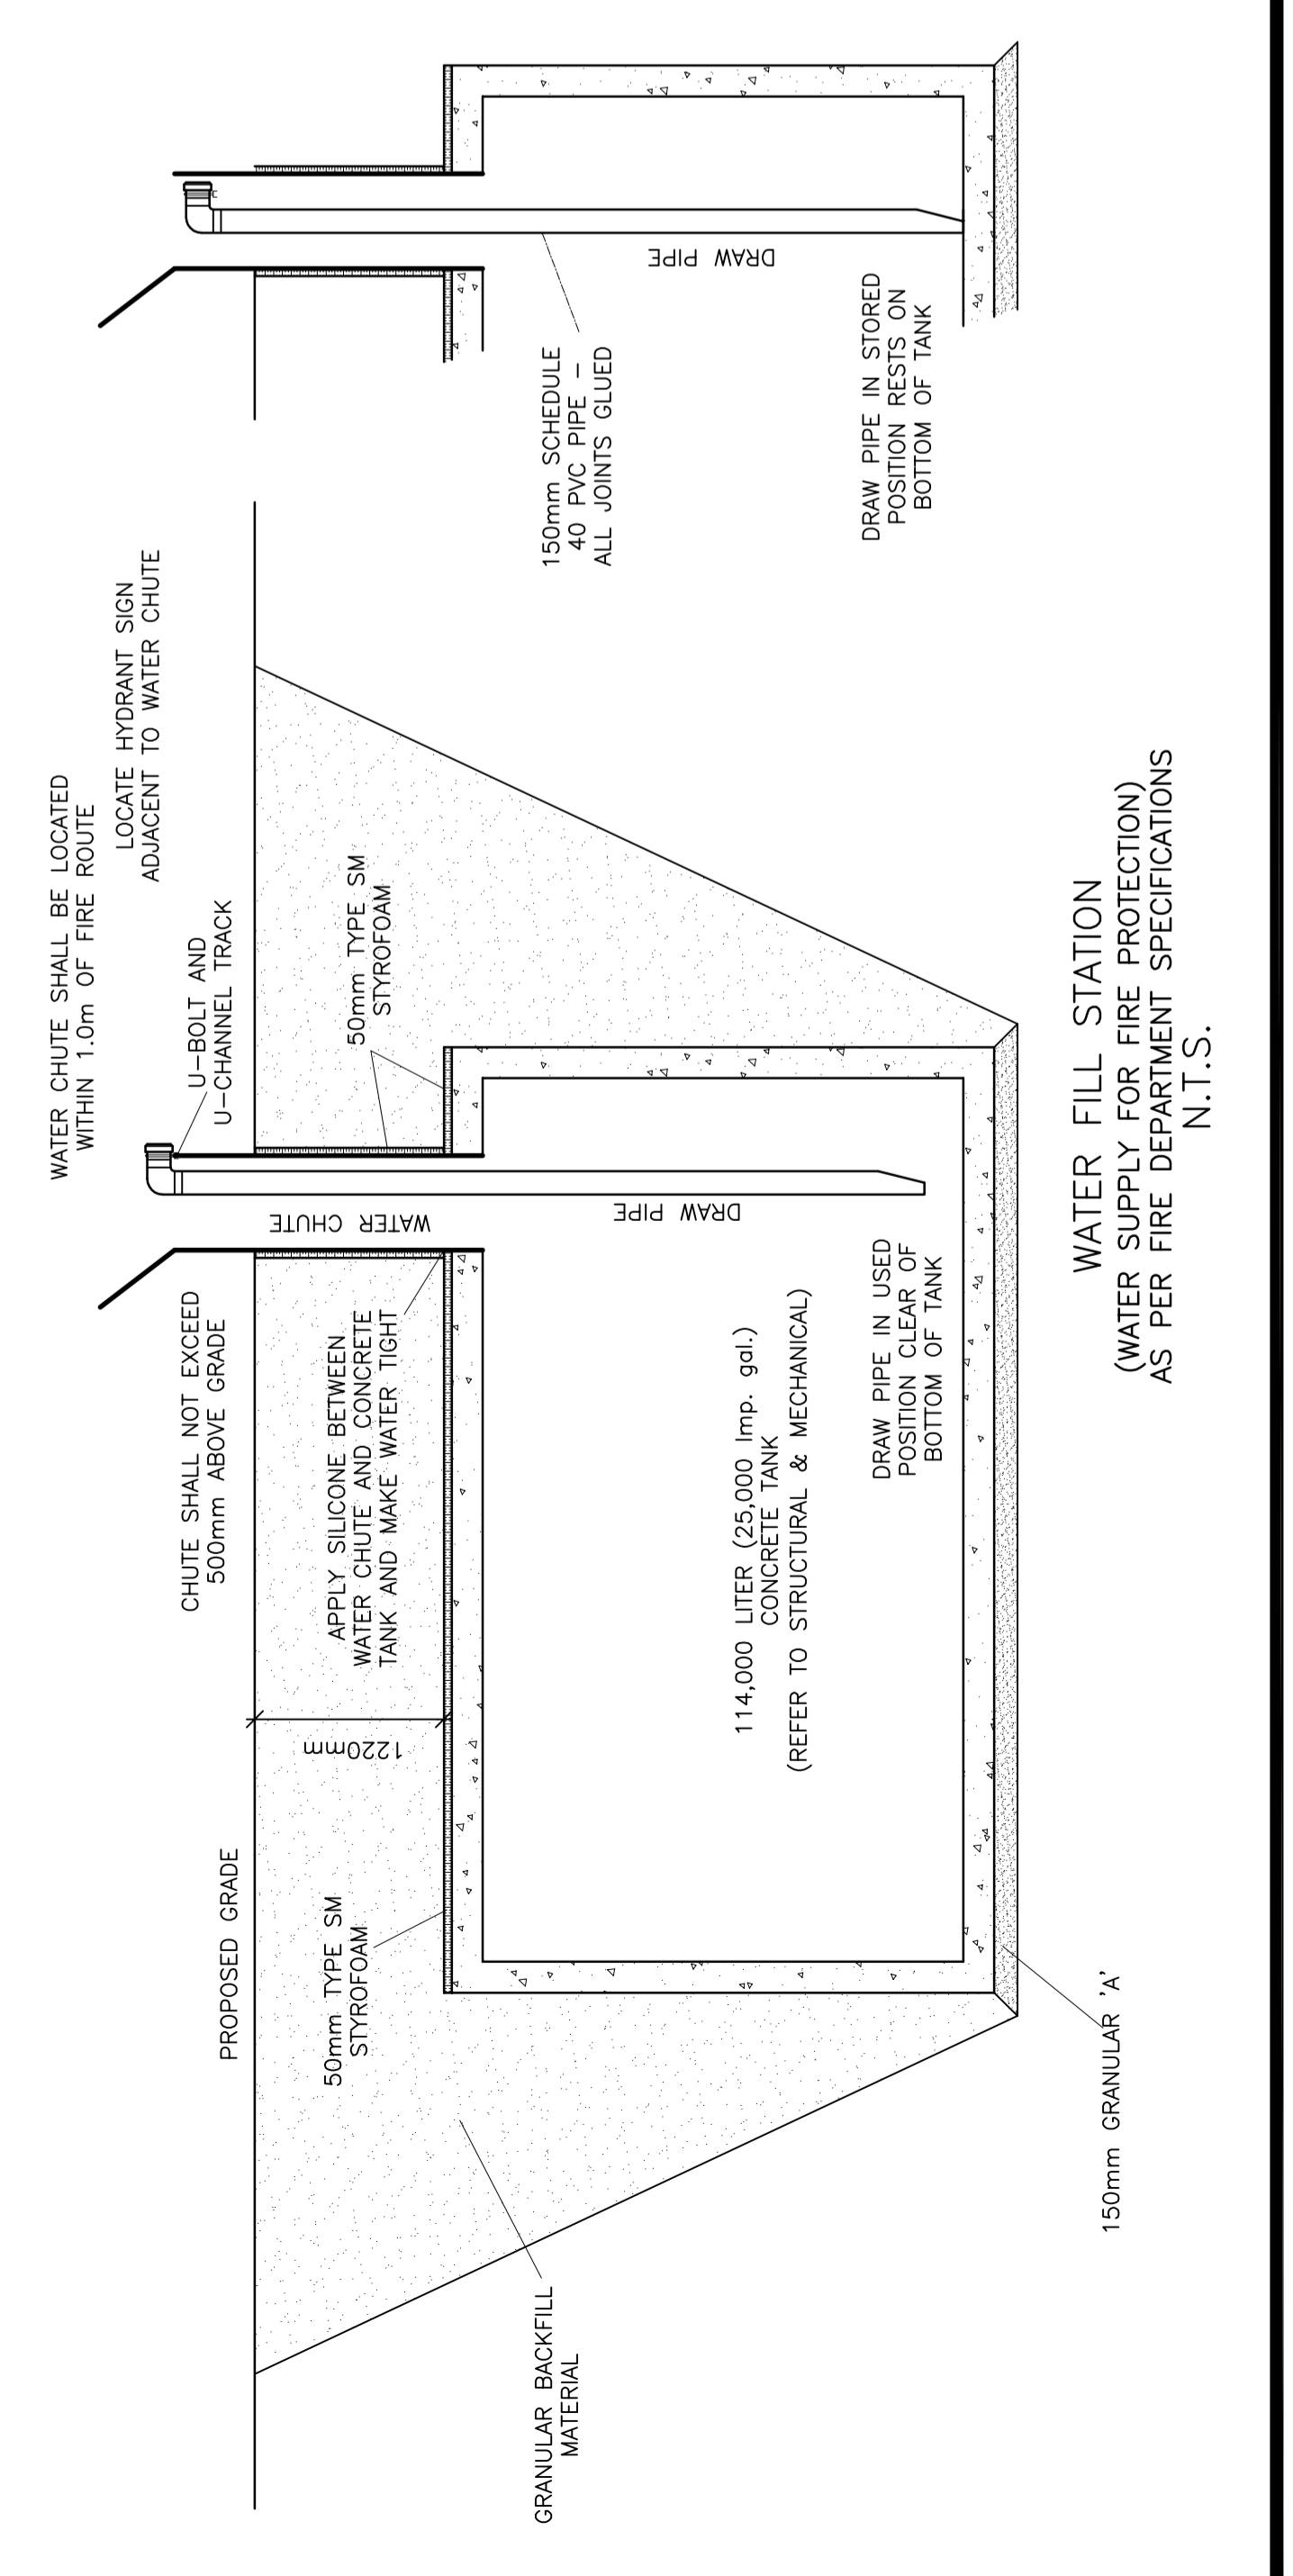 WATER CHUTE SHALL BE LOCATED
WITHIN 1.0m OF FIRE ROUTE
LOCATE HYDRANT SIGN
ADJACENT TO WATER CHUTE
U-BOLT AND
U-CHANNEL TRACK
CHUTE SHALL NOT EXCEED
500mm ABOVE GRADE
PROPOSED GRADE
50mm TYPE SM
STYROFOAM
1220mm
APPLY SILICONE BETWEEN
WATER CHUTE AND CONCRETE
TANK AND MAKE WATER TIGHT
WATER CHUTE
50mm TYPE SM
STYROFOAM
GRANULAR BACKFILL
MATERIAL
DRAW PIPE
150mm SCHEDULE
40 PVC PIPE -
ALL JOINTS GLUED
DRAW PIPE
114,000 LITER (25,000 Imp. gal.)
CONCRETE TANK
(REFER TO STRUCTURAL & MECHANICAL)
DRAW PIPE IN USED
POSITION CLEAR OF
BOTTOM OF TANK
DRAW PIPE IN STORED
POSITION RESTS ON
BOTTOM OF TANK
150mm GRANULAR 'A'
WATER FILL STATION
(WATER SUPPLY FOR FIRE PROTECTION)
AS PER FIRE DEPARTMENT SPECIFICATIONS
N.T.S.